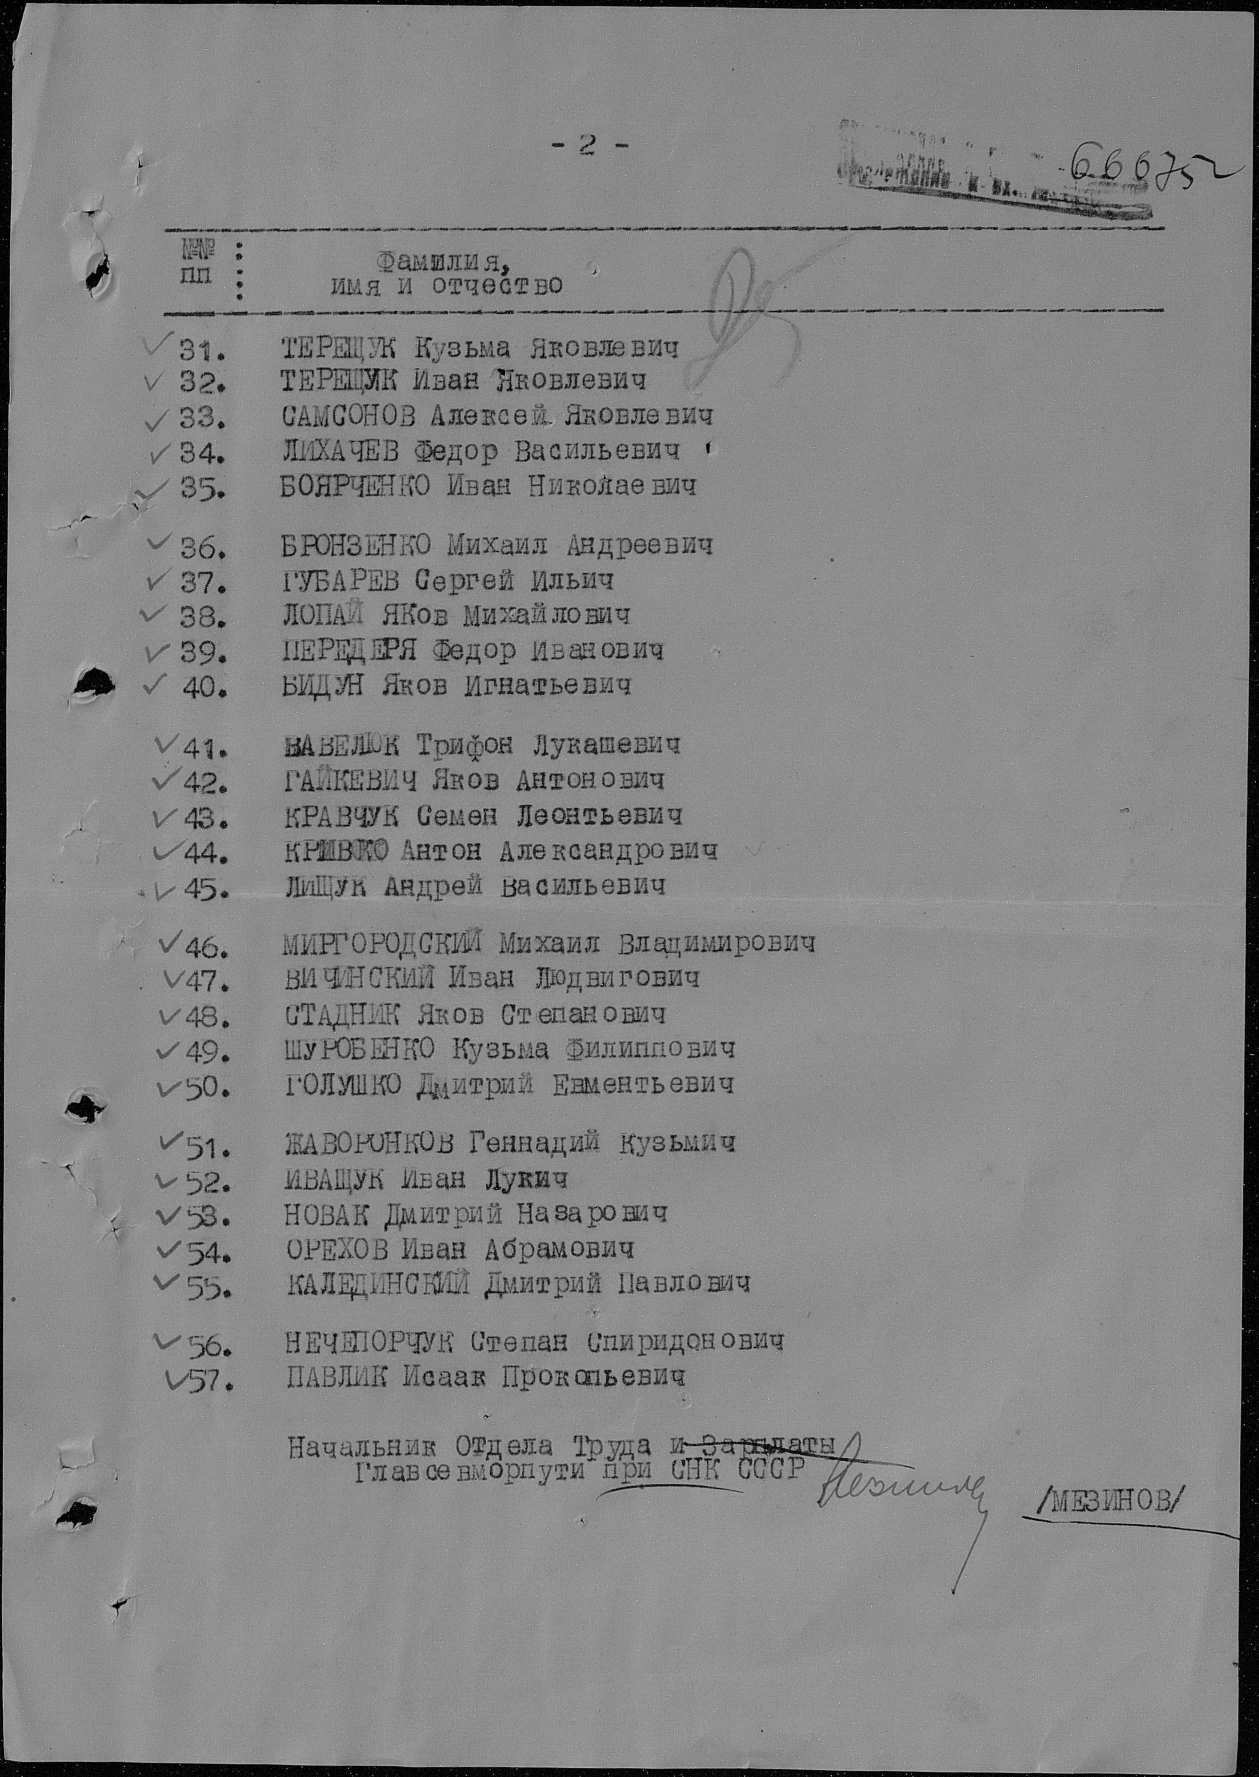 - 2 -
666752
№№ Фамилия,
пп имя и отчество
31. ТЕРЕЩУК Кузьма Яковлевич
32. ТЕРЕЩУК Иван Яковлевич
33. САМСОНОВ Алексей Яковлевич
34. ЛИХАЧЕВ Федор Васильевич
35. БОЯРЧЕНКО Иван Николаевич
36. БРОНЗЕНКО Михаил Андреевич
37. ГУБАРЕВ Сергей Ильич
38. ЛОПАЙ ЯКов Михайлович
39. ПЕРЕДЕРЯ Федор Иванович
40. БИДУН Яков Игнатьевич
41. ВАВЕЛЮК Трифон Лукашевич
42. ГАЙКЕВИЧ Яков Антонович
43. КРАВЧУК Семен Леонтьевич
44. КРИВКО Антон Александрович
45. ЛИЩУК Андрей Васильевич
46. МИРГОРОДСКИЙ Михаил Владимирович
47. ВИЧИНСКИЙ Иван Людвигович
48. СТАДНИК Яков Степанович
49. ШУРОБЕНКО Кузьма Филиппович
50. ГОЛУШКО Дмитрий Евментьевич
51. ЖАВОРОНКОВ Геннадий Кузьмич
52. ИВАЩУК Иван Лукич
53. НОВАК Дмитрий Назарович
54. ОРЕХОВ Иван Абрамович
55. КАЛЕДИНСКИЙ Дмитрий Павлович
56. НЕЧЕПОРЧУК Степан Спиридонович
57. ПАВЛИК Исаак Прокопьевич
Начальник Отдела Труда и Зарплаты
Главсевморпути при СНК СССР
/МЕЗИНОВ/